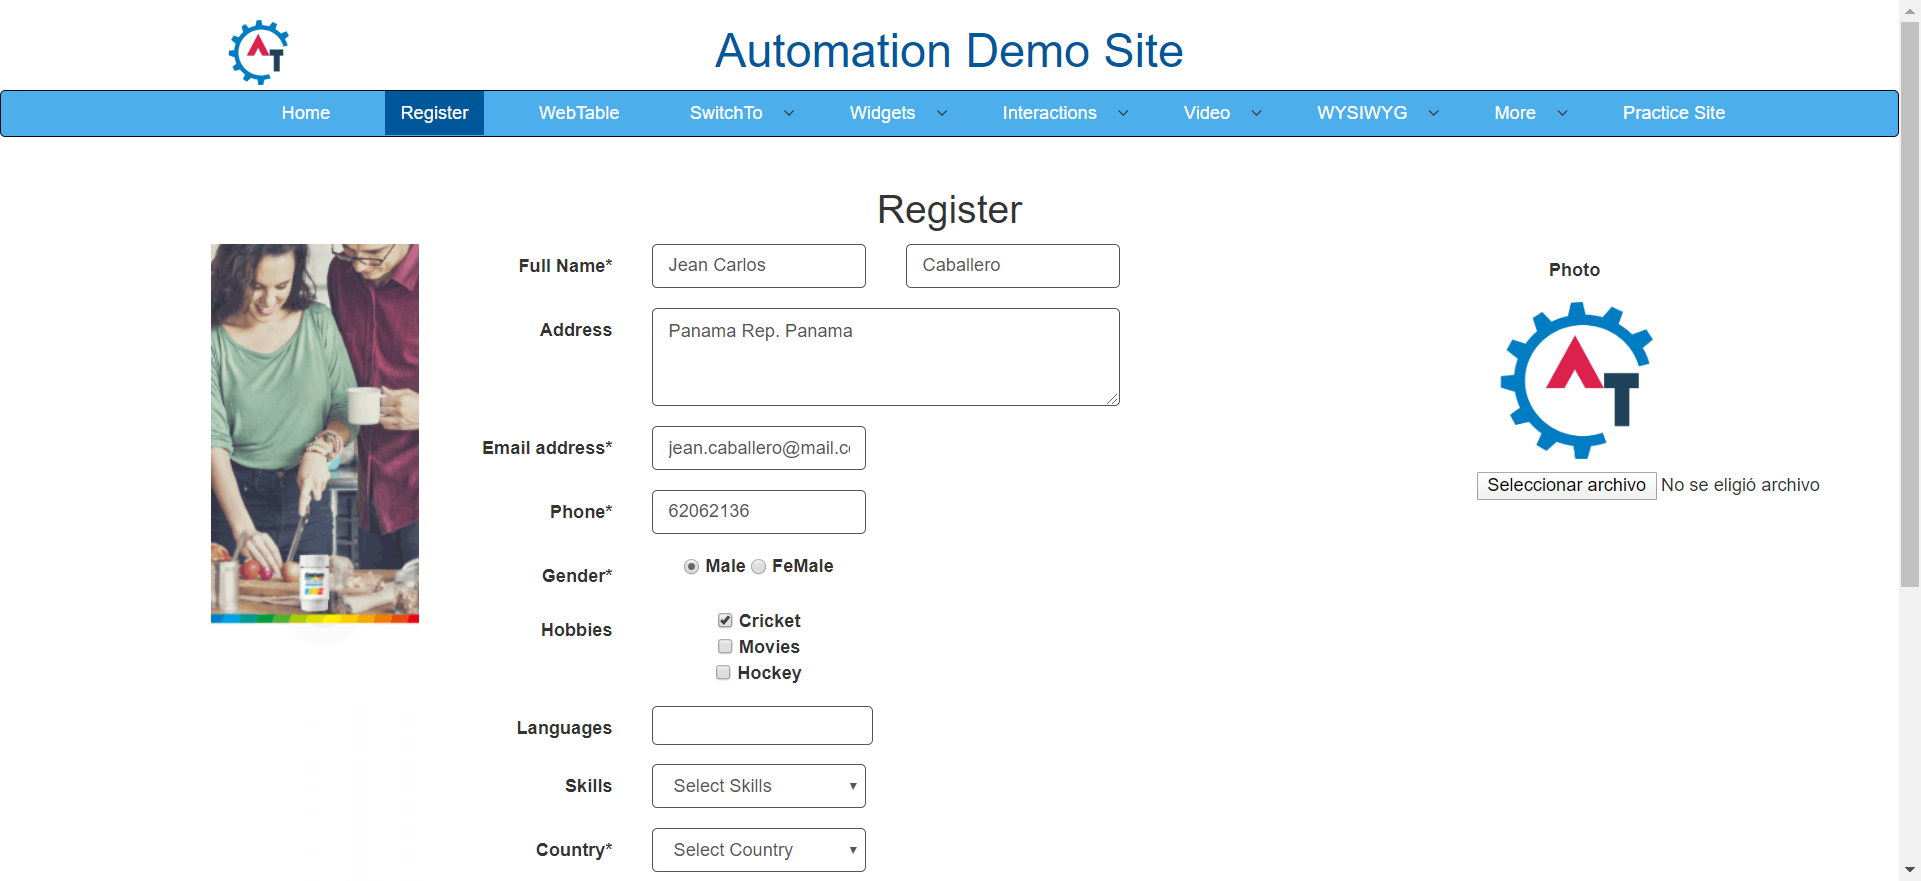 AT
Automation Demo Site
Home Register WebTable SwitchTo Widgets Interactions Video WYSIWYG More Practice Site
Register
Full Name* Jean Carlos Caballero
Photo
Address Panama Rep. Panama
AT
Email address* jean.caballero@mail.c
Seleccionar archivo No se eligió archivo
Phone* 62062136
Gender* Male FeMale
Hobbies Cricket
Movies
Hockey
Languages
Skills Select Skills
Country* Select Country